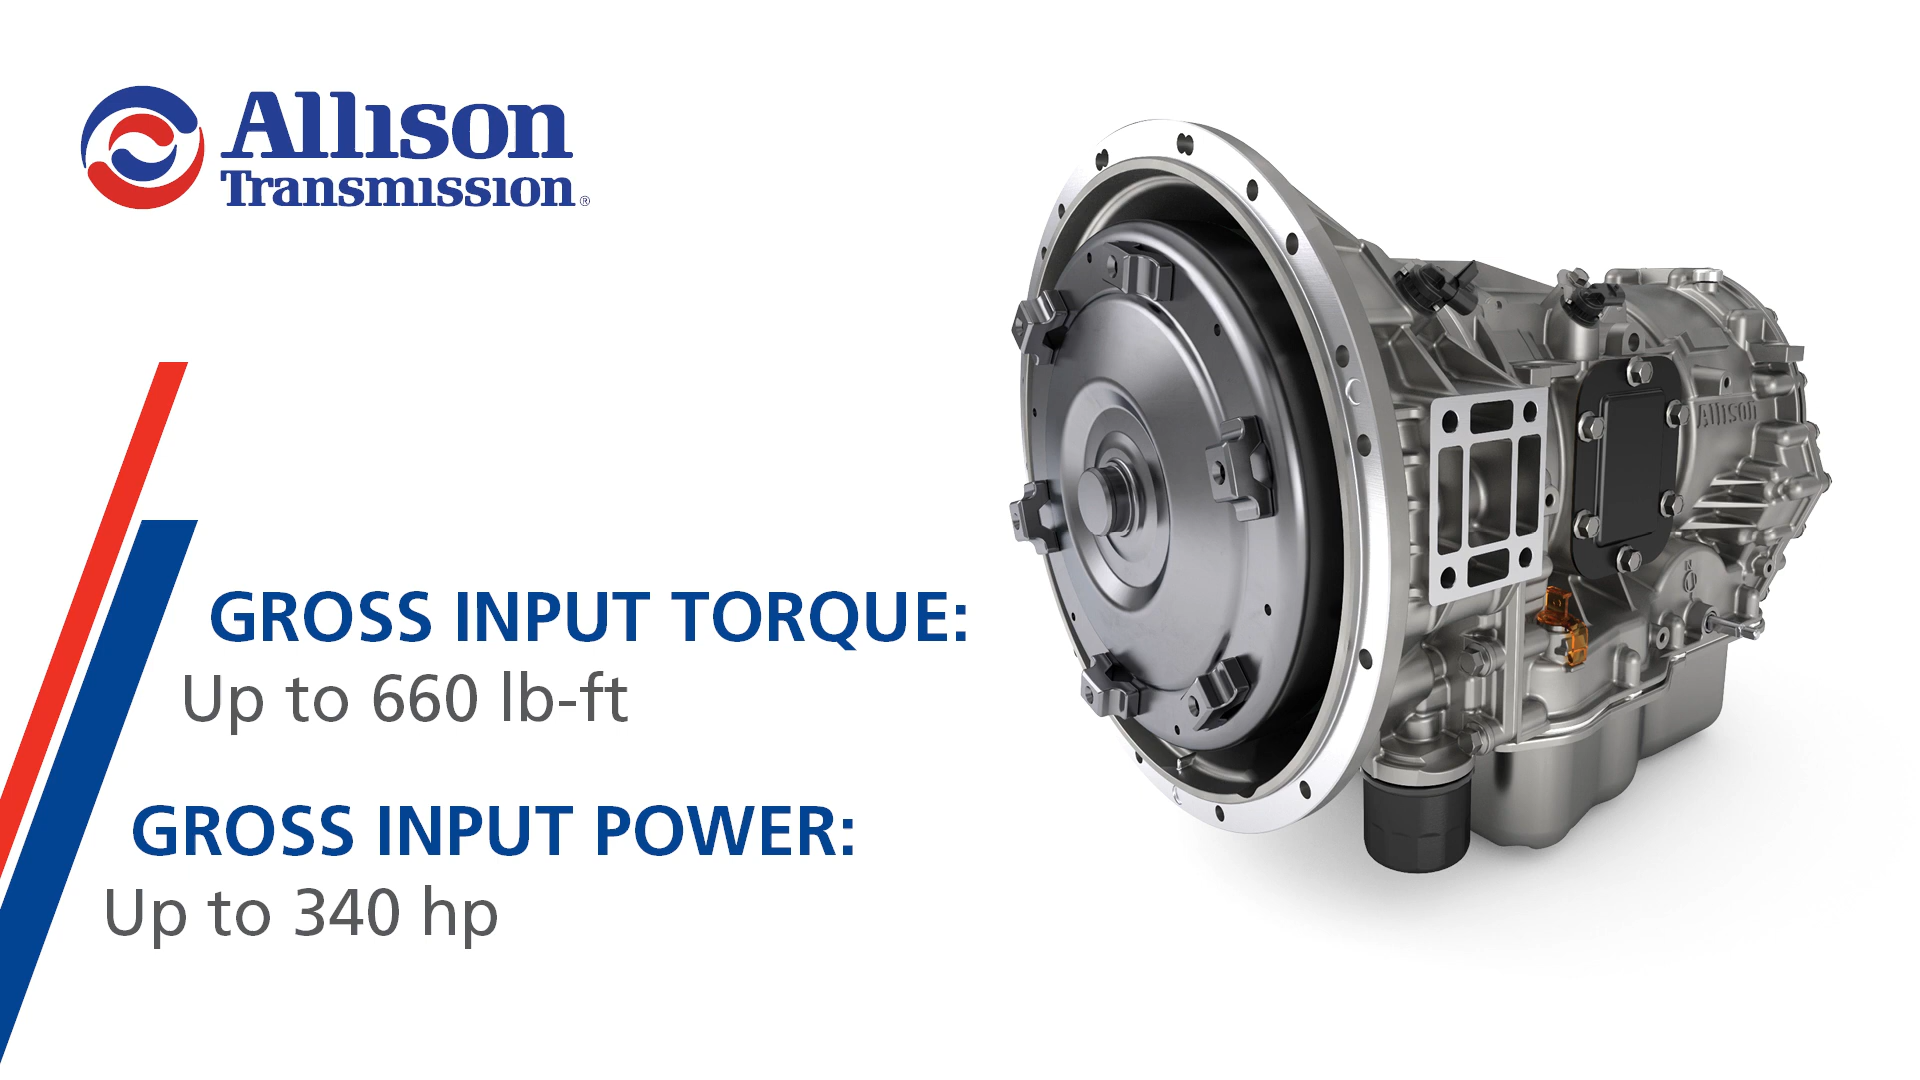 Allison
Transmission®
GROSS INPUT TORQUE:
Up to 660 lb-ft
GROSS INPUT POWER:
Up to 340 hp
ALLISON
N